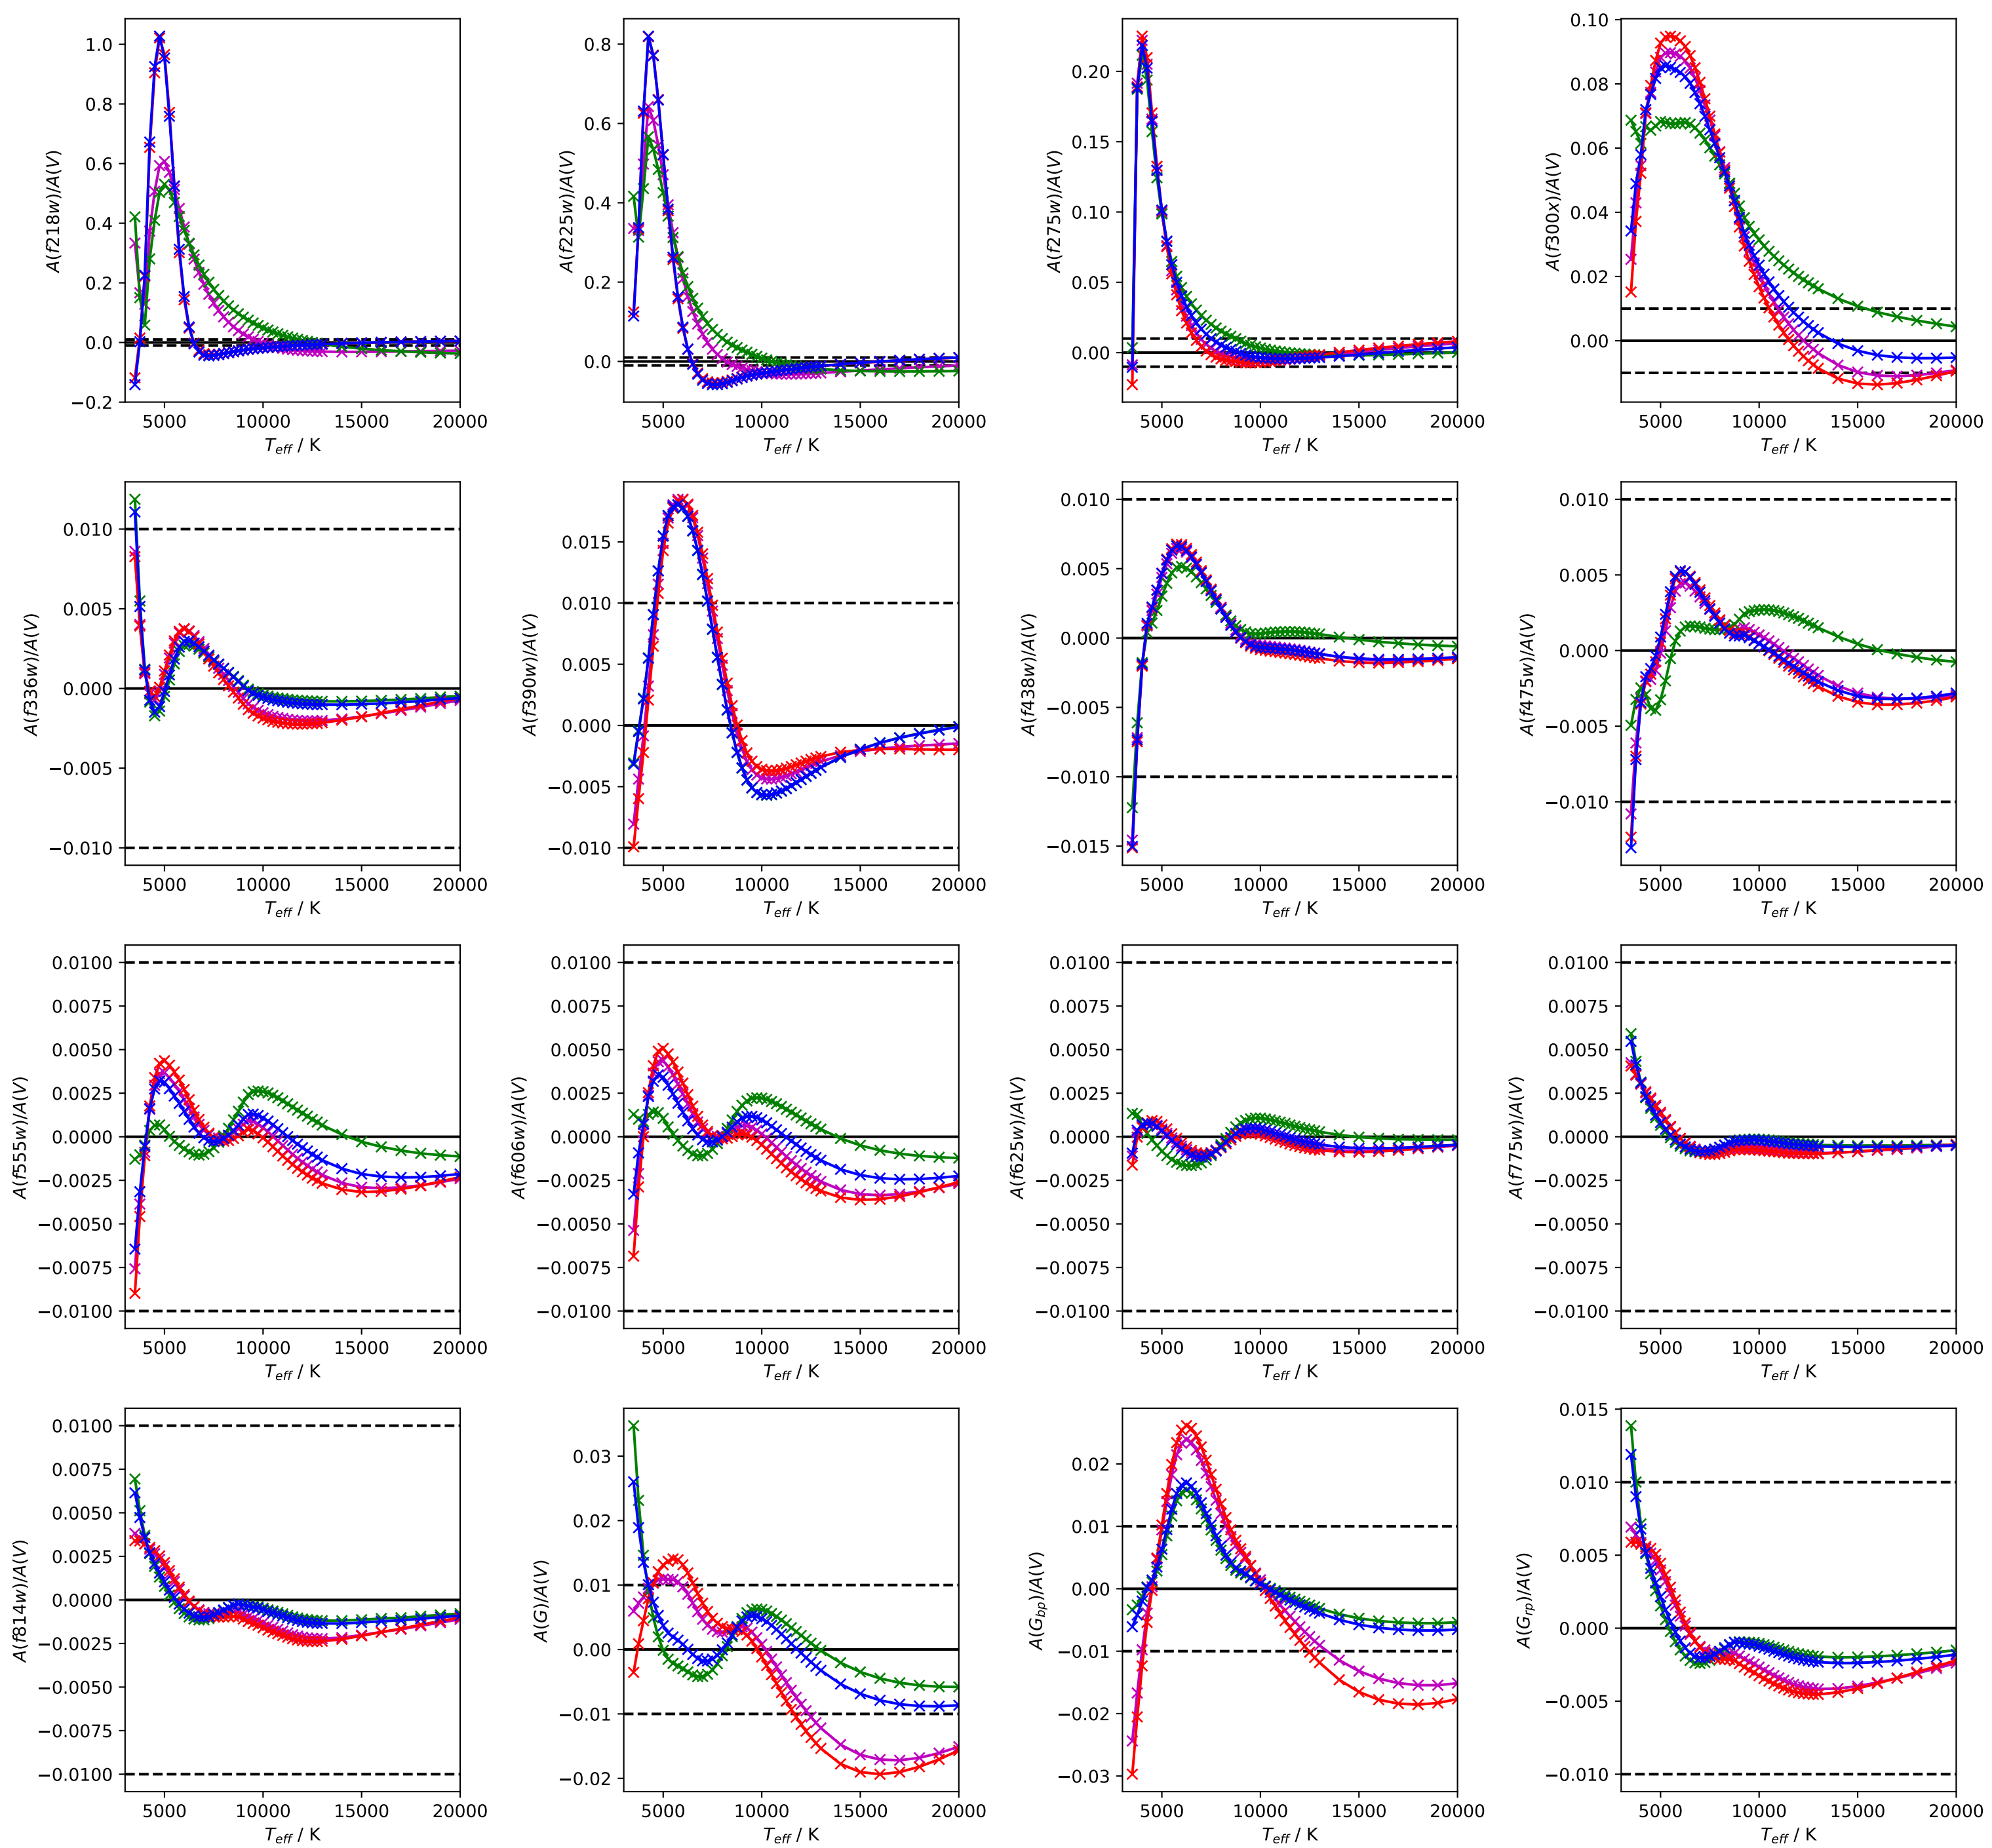 A(f218w)/A(V)
1.0
0.8
0.6
0.4
0.2
0.0
−0.2
5000 10000 15000 20000
T_eff / K
A(f225w)/A(V)
0.8
0.6
0.4
0.2
0.0
5000 10000 15000 20000
T_eff / K
A(f275w)/A(V)
0.20
0.15
0.10
0.05
0.00
5000 10000 15000 20000
T_eff / K
A(f300x)/A(V)
0.10
0.08
0.06
0.04
0.02
0.00
5000 10000 15000 20000
T_eff / K
A(f336w)/A(V)
0.010
0.005
0.000
−0.005
−0.010
5000 10000 15000 20000
T_eff / K
A(f390w)/A(V)
0.015
0.010
0.005
0.000
−0.005
−0.010
5000 10000 15000 20000
T_eff / K
A(f438w)/A(V)
0.010
0.005
0.000
−0.005
−0.010
−0.015
5000 10000 15000 20000
T_eff / K
A(f475w)/A(V)
0.010
0.005
0.000
−0.005
−0.010
5000 10000 15000 20000
T_eff / K
A(f555w)/A(V)
0.0100
0.0075
0.0050
0.0025
0.0000
−0.0025
−0.0050
−0.0075
−0.0100
5000 10000 15000 20000
T_eff / K
A(f606w)/A(V)
0.0100
0.0075
0.0050
0.0025
0.0000
−0.0025
−0.0050
−0.0075
−0.0100
5000 10000 15000 20000
T_eff / K
A(f625w)/A(V)
0.0100
0.0075
0.0050
0.0025
0.0000
−0.0025
−0.0050
−0.0075
−0.0100
5000 10000 15000 20000
T_eff / K
A(f775w)/A(V)
0.0100
0.0075
0.0050
0.0025
0.0000
−0.0025
−0.0050
−0.0075
−0.0100
5000 10000 15000 20000
T_eff / K
A(f814w)/A(V)
0.0100
0.0075
0.0050
0.0025
0.0000
−0.0025
−0.0050
−0.0075
−0.0100
5000 10000 15000 20000
T_eff / K
A(G)/A(V)
0.03
0.02
0.01
0.00
−0.01
−0.02
5000 10000 15000 20000
T_eff / K
A(G_bp)/A(V)
0.02
0.01
0.00
−0.01
−0.02
−0.03
5000 10000 15000 20000
T_eff / K
A(G_rp)/A(V)
0.015
0.010
0.005
0.000
−0.005
−0.010
5000 10000 15000 20000
T_eff / K